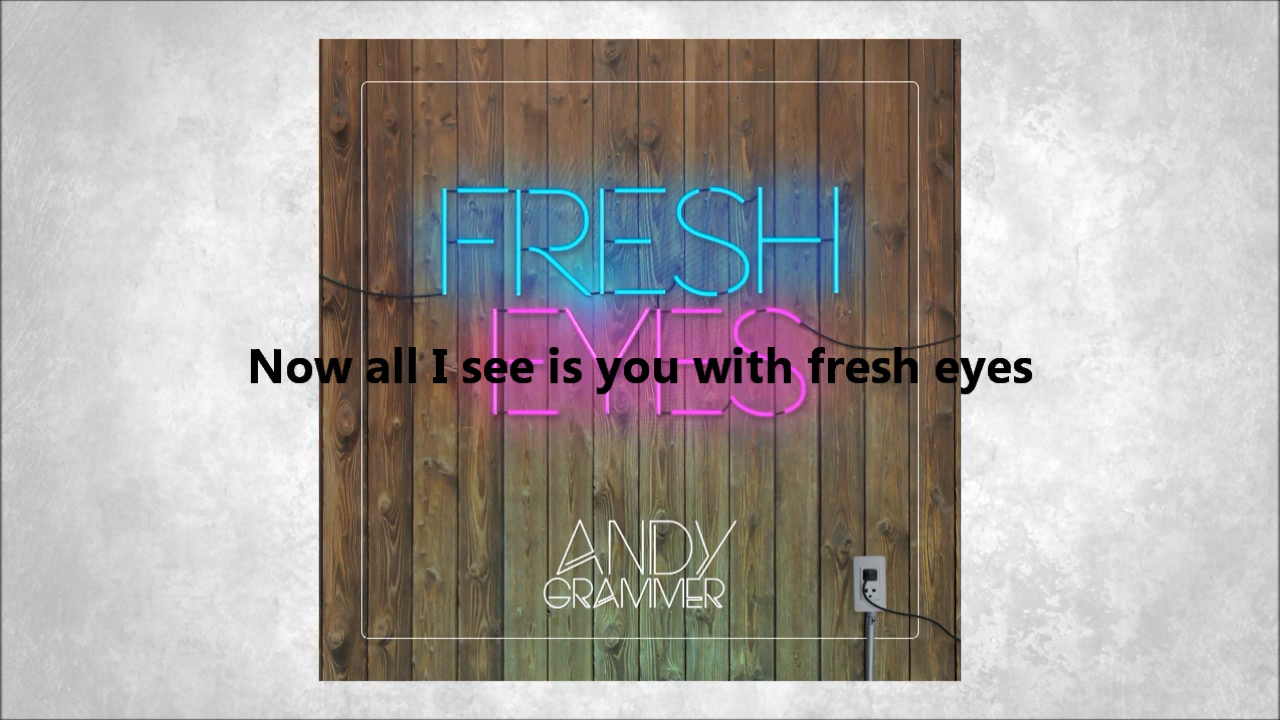 FRESH
EYES
Now all I see is you with fresh eyes
ANDY
GRAMMER